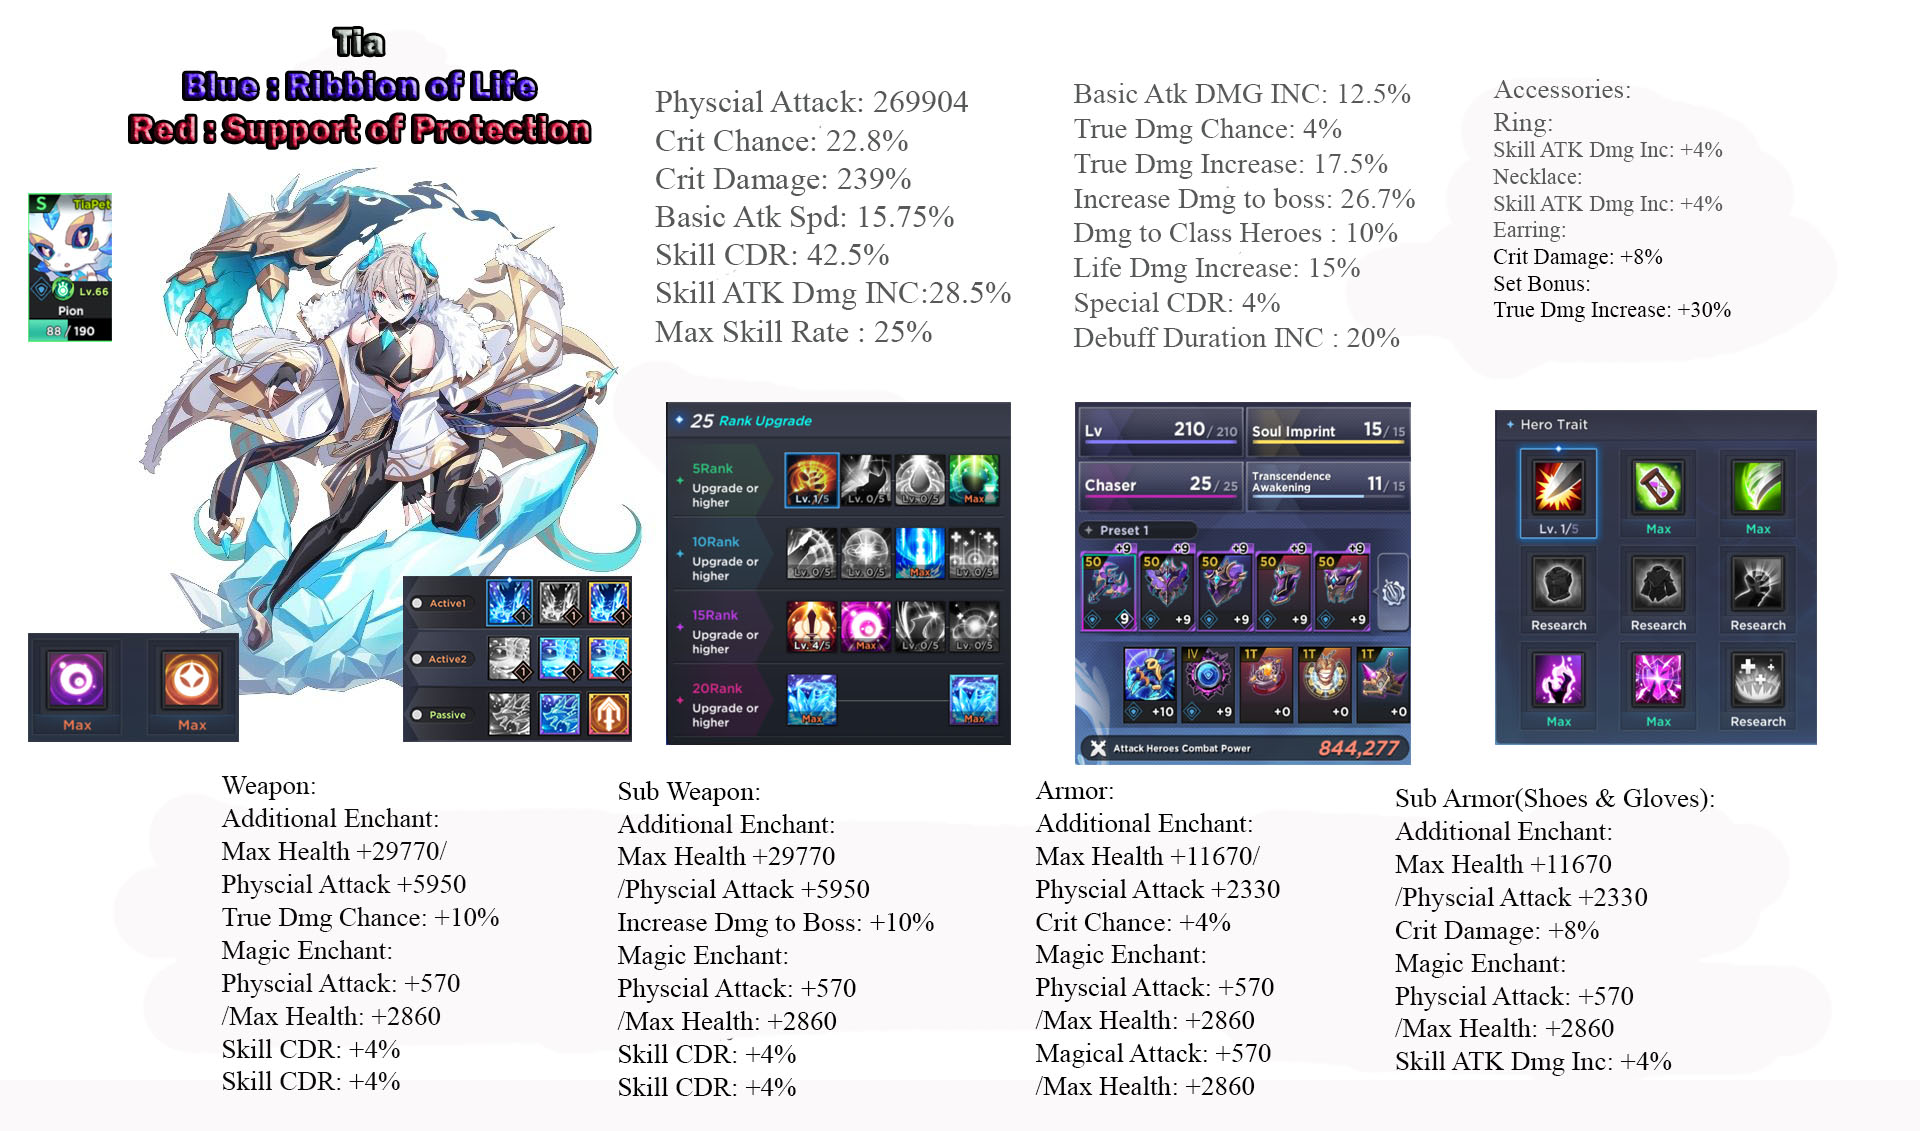 Tia
Blue : Ribbion of Life
Red : Support of Protection
S TiaPet
Lv.66
Pion
88 / 190
Physcial Attack: 269904
Crit Chance: 22.8%
Crit Damage: 239%
Basic Atk Spd: 15.75%
Skill CDR: 42.5%
Skill ATK Dmg INC:28.5%
Max Skill Rate : 25%
Basic Atk DMG INC: 12.5%
True Dmg Chance: 4%
True Dmg Increase: 17.5%
Increase Dmg to boss: 26.7%
Dmg to Class Heroes : 10%
Life Dmg Increase: 15%
Special CDR: 4%
Debuff Duration INC : 20%
Accessories:
Ring:
Skill ATK Dmg Inc: +4%
Necklace:
Skill ATK Dmg Inc: +4%
Earring:
Crit Damage: +8%
Set Bonus:
True Dmg Increase: +30%
Max Max
Active1
1 1 1
Active2
1 1 1
Passive
25 Rank Upgrade
5Rank
Upgrade or
higher
Lv. 1/5 Lv. 0/5 Lv. 0/5 Max
10Rank
Upgrade or
higher
Lv. 0/5 Lv. 0/5 Max Lv. 0/5
15Rank
Upgrade or
higher
Lv. 4/5 Max Lv. 0/5 Lv. 0/5
20Rank
Upgrade or
higher
Max Max
Lv 210/ 210
Soul Imprint 15/ 15
Chaser 25/ 25
Transcendence
Awakening 11/ 15
Preset 1
+9 +9 +9 +9 +9
50 50 50 50 50
9 +9 +9 +9 +9
IV 1T 1T 1T
+10 +9 +0 +0 +0
Attack Heroes Combat Power 844,277
Hero Trait
Lv. 1/5 Max Max
Research Research Research
Max Max Research
Weapon:
Additional Enchant:
Max Health +29770/
Physcial Attack +5950
True Dmg Chance: +10%
Magic Enchant:
Physcial Attack: +570
/Max Health: +2860
Skill CDR: +4%
Skill CDR: +4%
Sub Weapon:
Additional Enchant:
Max Health +29770
/Physcial Attack +5950
Increase Dmg to Boss: +10%
Magic Enchant:
Physcial Attack: +570
/Max Health: +2860
Skill CDR: +4%
Skill CDR: +4%
Armor:
Additional Enchant:
Max Health +11670/
Physcial Attack +2330
Crit Chance: +4%
Magic Enchant:
Physcial Attack: +570
/Max Health: +2860
Magical Attack: +570
/Max Health: +2860
Sub Armor(Shoes & Gloves):
Additional Enchant:
Max Health +11670
/Physcial Attack +2330
Crit Damage: +8%
Magic Enchant:
Physcial Attack: +570
/Max Health: +2860
Skill ATK Dmg Inc: +4%